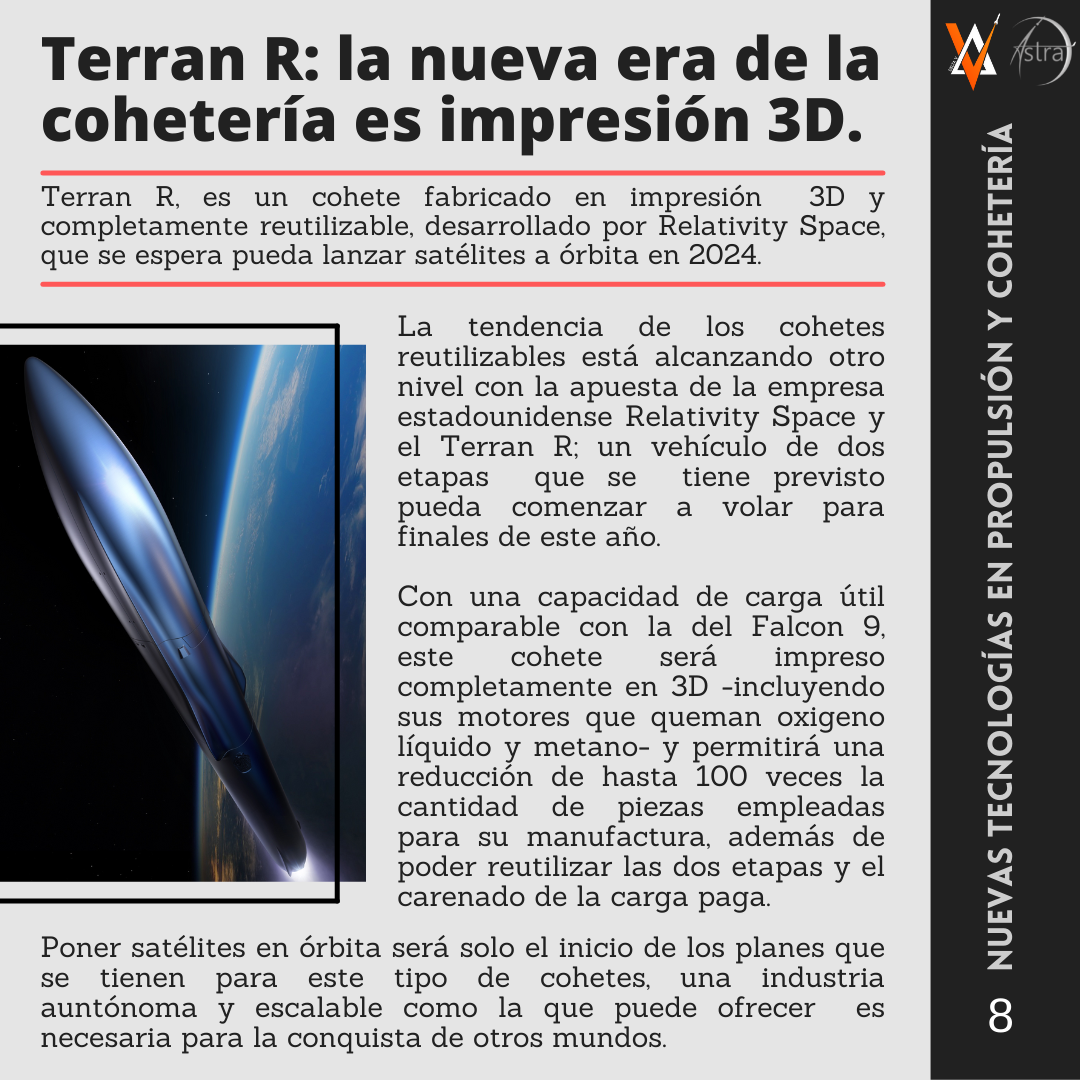 Terran R: la nueva era de la
cohetería es impresión 3D.
Terran R, es un cohete fabricado en impresión 3D y
completamente reutilizable, desarrollado por Relativity Space,
que se espera pueda lanzar satélites a órbita en 2024.
La tendencia de los cohetes
reutilizables está alcanzando otro
nivel con la apuesta de la empresa
estadounidense Relativity Space y
el Terran R; un vehículo de dos
etapas que se tiene previsto
pueda comenzar a volar para
finales de este año.
Con una capacidad de carga útil
comparable con la del Falcon 9,
este cohete será impreso
completamente en 3D -incluyendo
sus motores que queman oxigeno
líquido y metano- y permitirá una
reducción de hasta 100 veces la
cantidad de piezas empleadas
para su manufactura, además de
poder reutilizar las dos etapas y el
carenado de la carga paga.
Poner satélites en órbita será solo el inicio de los planes que
se tienen para este tipo de cohetes, una industria
auntónoma y escalable como la que puede ofrecer es
necesaria para la conquista de otros mundos.
Astra
NUEVAS TECNOLOGÍAS EN PROPULSIÓN Y COHETERÍA
8